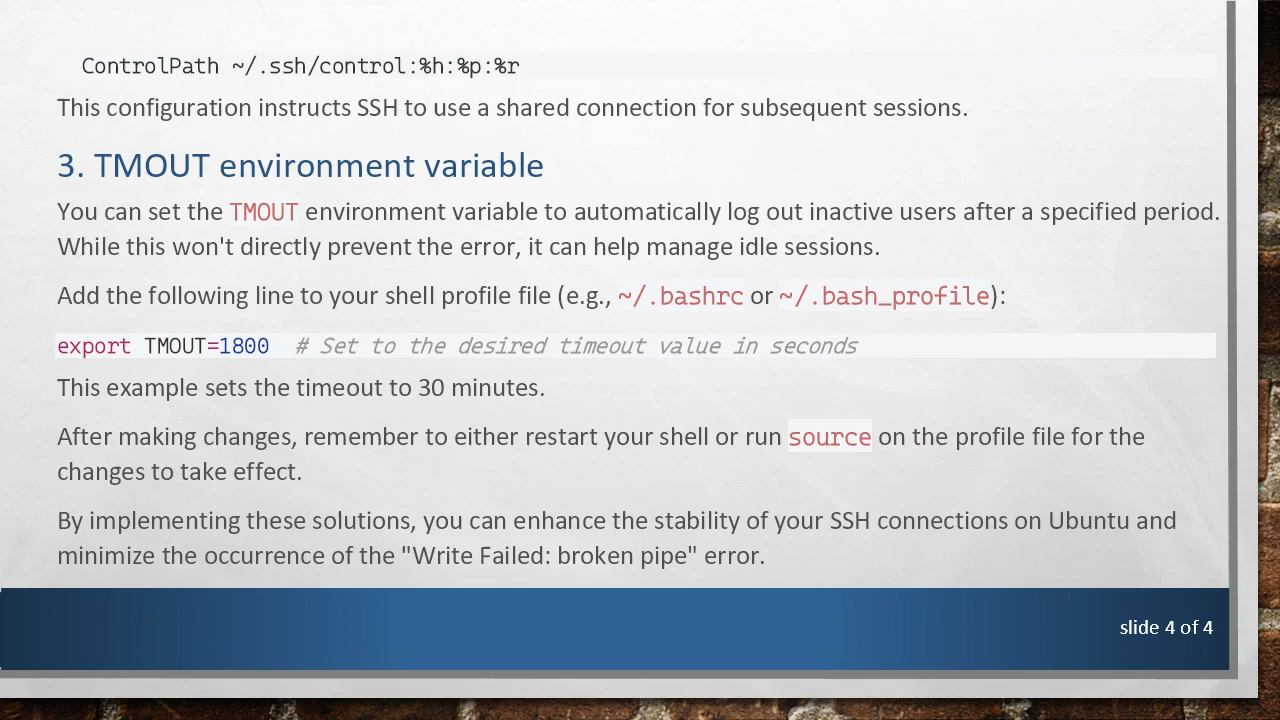 ControlPath ~/.ssh/control:%h:%p:%r
This configuration instructs SSH to use a shared connection for subsequent sessions.
3. TMOUT environment variable
You can set the TMOUT environment variable to automatically log out inactive users after a specified period.
While this won't directly prevent the error, it can help manage idle sessions.
Add the following line to your shell profile file (e.g., ~/.bashrc or ~/.bash_profile):
export TMOUT=1800  # Set to the desired timeout value in seconds
This example sets the timeout to 30 minutes.
After making changes, remember to either restart your shell or run source on the profile file for the
changes to take effect.
By implementing these solutions, you can enhance the stability of your SSH connections on Ubuntu and
minimize the occurrence of the "Write Failed: broken pipe" error.
slide 4 of 4